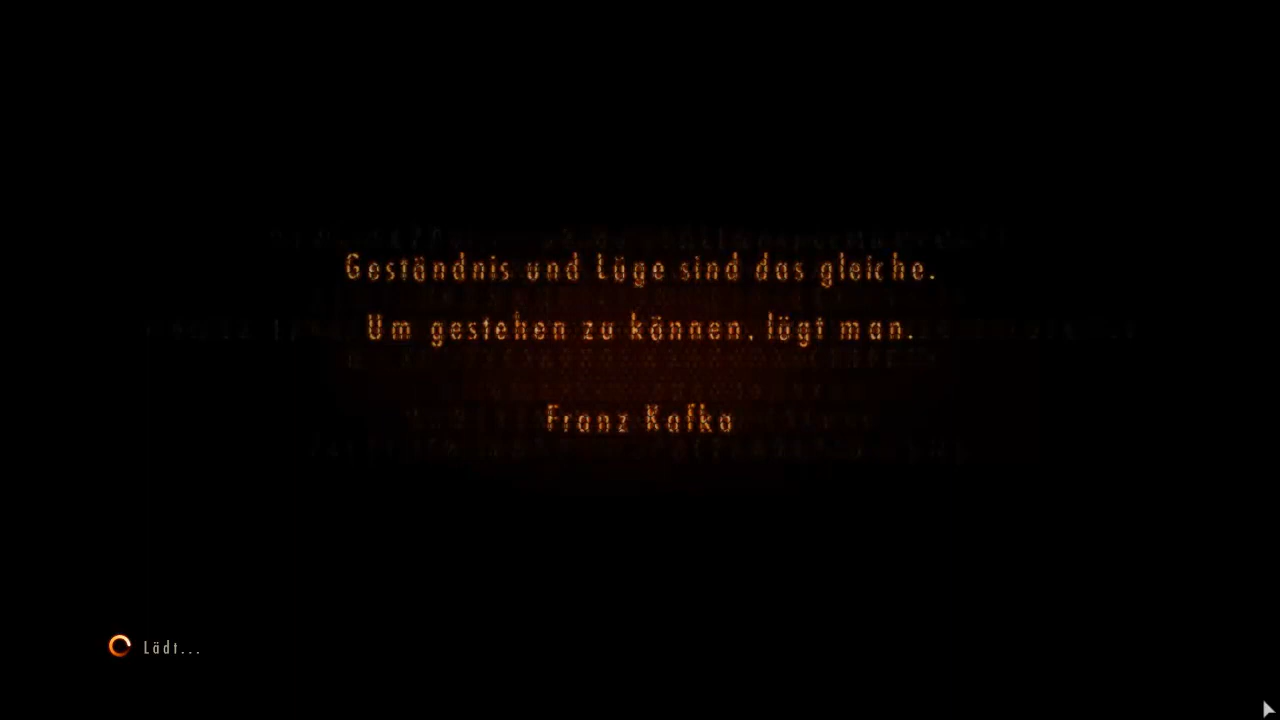 Geständnis und Lüge sind das gleiche.
Um gestehen zu können, lügt man.
Franz Kafka
Lädt...